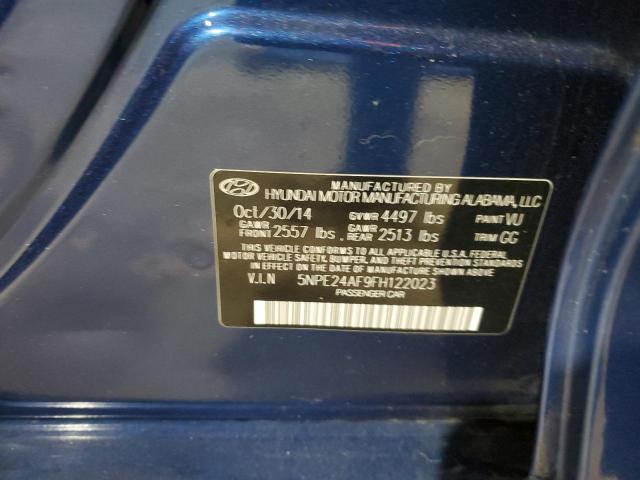 MANUFACTURED BY
HYUNDAI MOTOR MANUFACTURING ALABAMA, LLC
Oct/30/14 GVWR 4497 lbs PAINT VU
GAWR FRONT 2557 lbs, GAWR REAR 2513 lbs TRIM GG
THIS VEHICLE CONFORMS TO ALL APPLICABLE U.S.A. FEDERAL
MOTOR VEHICLE SAFETY, BUMPER, AND THEFT PREVENTION STANDARDS
IN EFFECT ON THE DATE OF MANUFACTURE SHOWN ABOVE.
V.I.N 5NPE24AF9FH122023
PASSENGER CAR